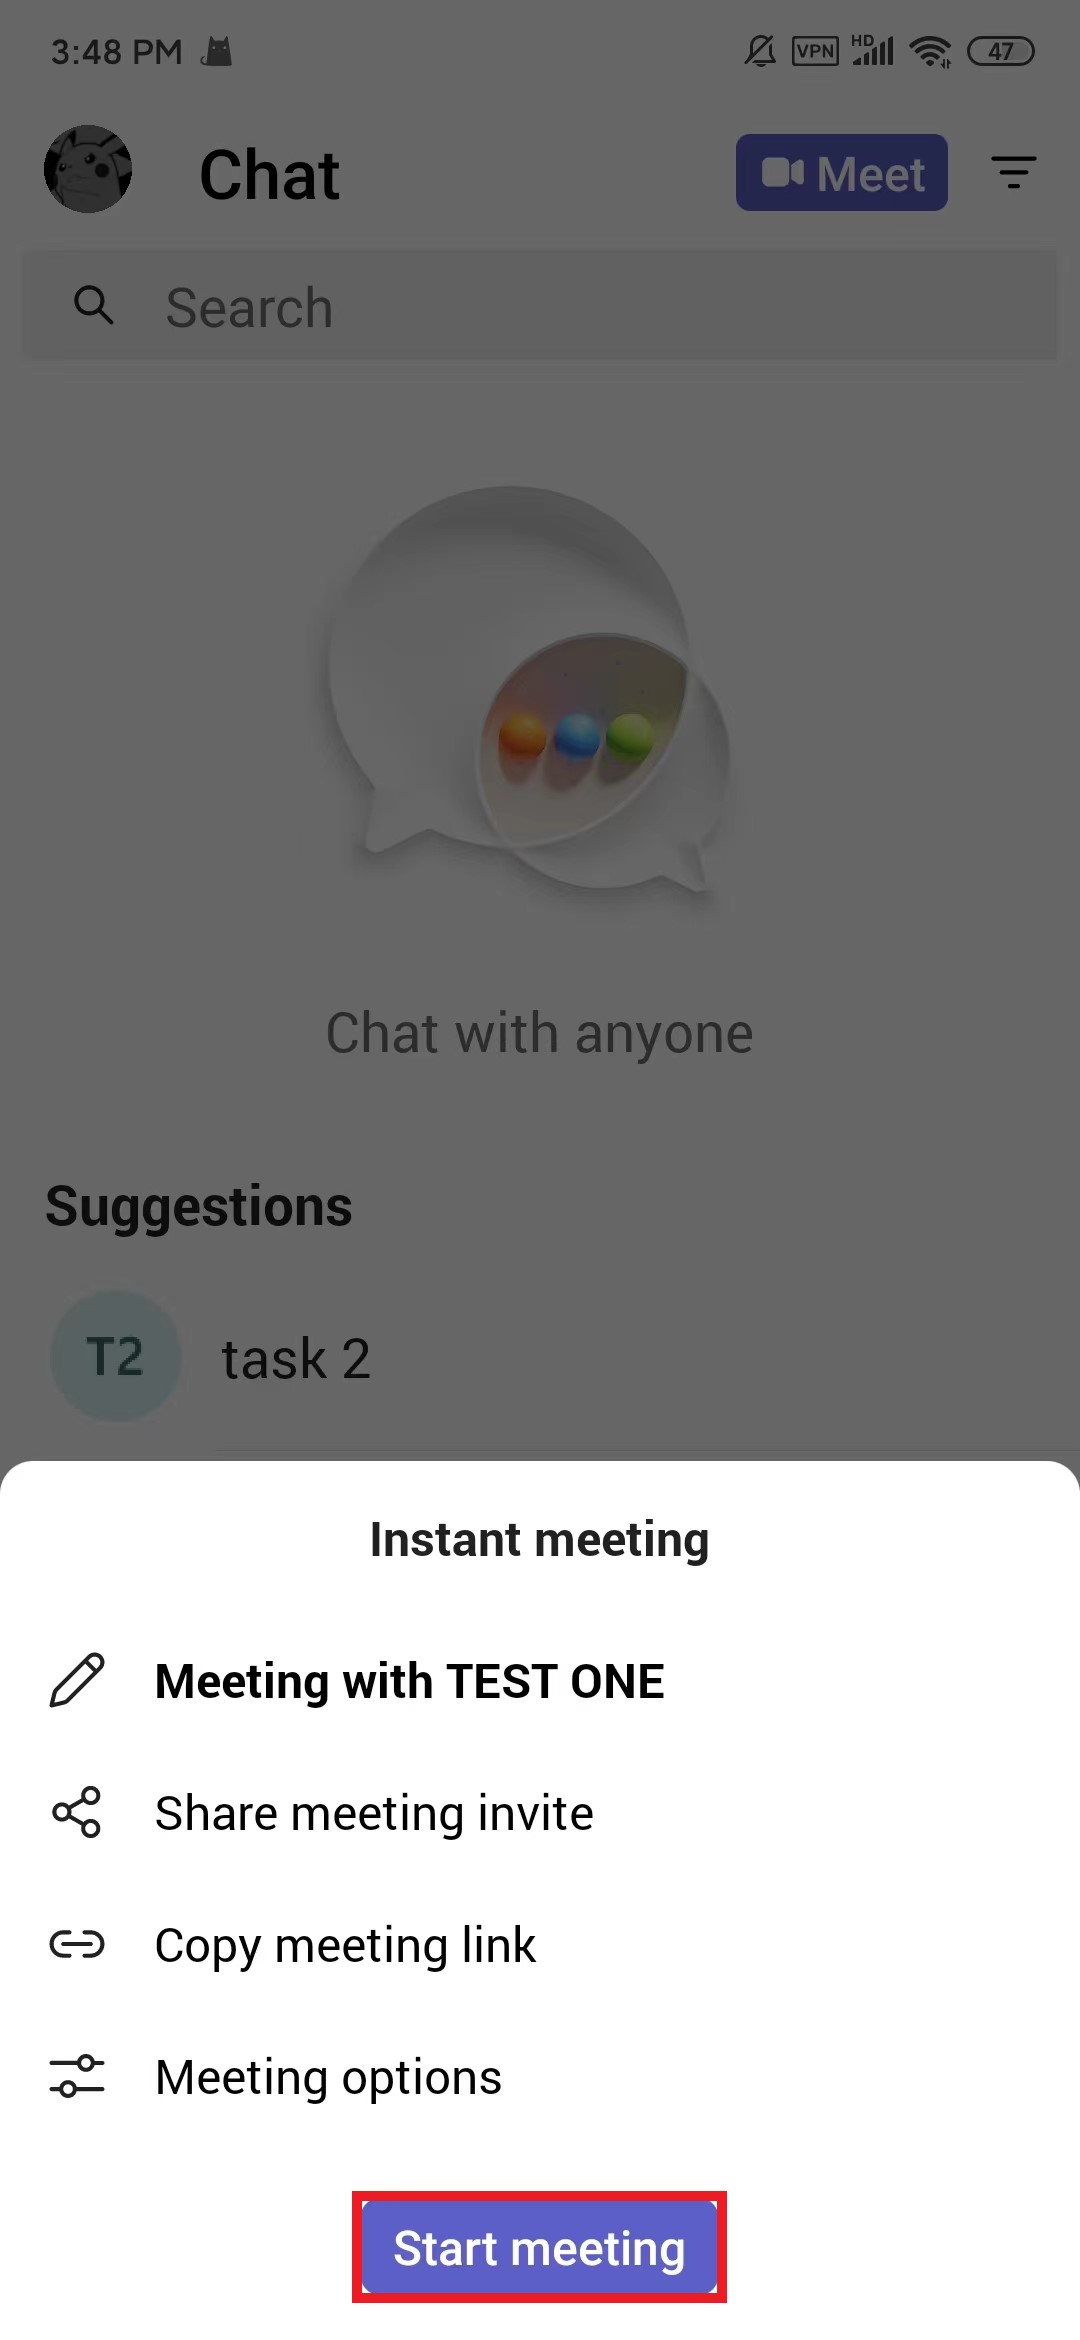 3:48 PM
VPN HD 47
Chat
Meet
Search
Chat with anyone
Suggestions
T2 task 2
Instant meeting
Meeting with TEST ONE
Share meeting invite
Copy meeting link
Meeting options
Start meeting